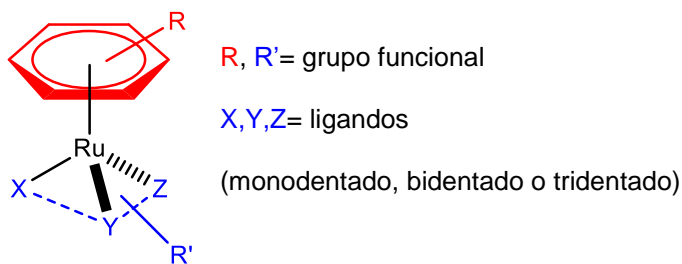 R
R, R'= grupo funcional
Ru
X,Y,Z= ligandos
X
Z
Y
(monodentado, bidentado o tridentado)
R'